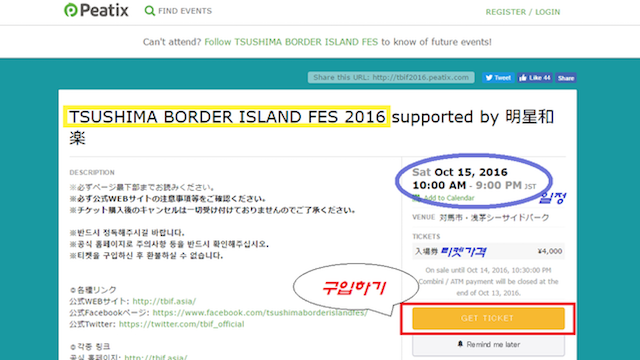 Peatix
FIND EVENTS
REGISTER / LOGIN
Can't attend? Follow TSUSHIMA BORDER ISLAND FES to know of future events!
Share this URL: http://tbif2016.peatix.com
Tweet
Like 44
Share
TSUSHIMA BORDER ISLAND FES 2016 supported by 明星和
楽
DESCRIPTION
※必ずページ最下部までお読みください。
※必ず公式WEBサイトの注意事項等をご確認ください。
※チケット購入後のキャンセルは一切受け付けておりませんのでご了承ください。
※반드시 정독해주시길 바랍니다.
※공식 홈페이지로 주의사항 등을 반드시 확인해주십시오.
※티켓을 구입하신 후 환불하실 수 없습니다.
✿各種リンク
公式WEBサイト: http://tbif.asia/
公式Facebookページ: https://www.facebook.com/tsushimaborderislandfes/
公式Twitter: https://twitter.com/tbif_official
✿각종 링크
공식 홈페이지: http://tbif.asia/
Sat Oct 15, 2016
10:00 AM - 9:00 PM JST
Add to Calendar
일정
VENUE 対馬市・浅茅シーサイドパーク
TICKETS
入場券 티켓가격 ¥4,000
On sale until Oct 14, 2016, 10:30:00 PM
Combini / ATM payment will be closed at the
end of Oct 13, 2016.
구입하기
GET TICKET
Remind me later